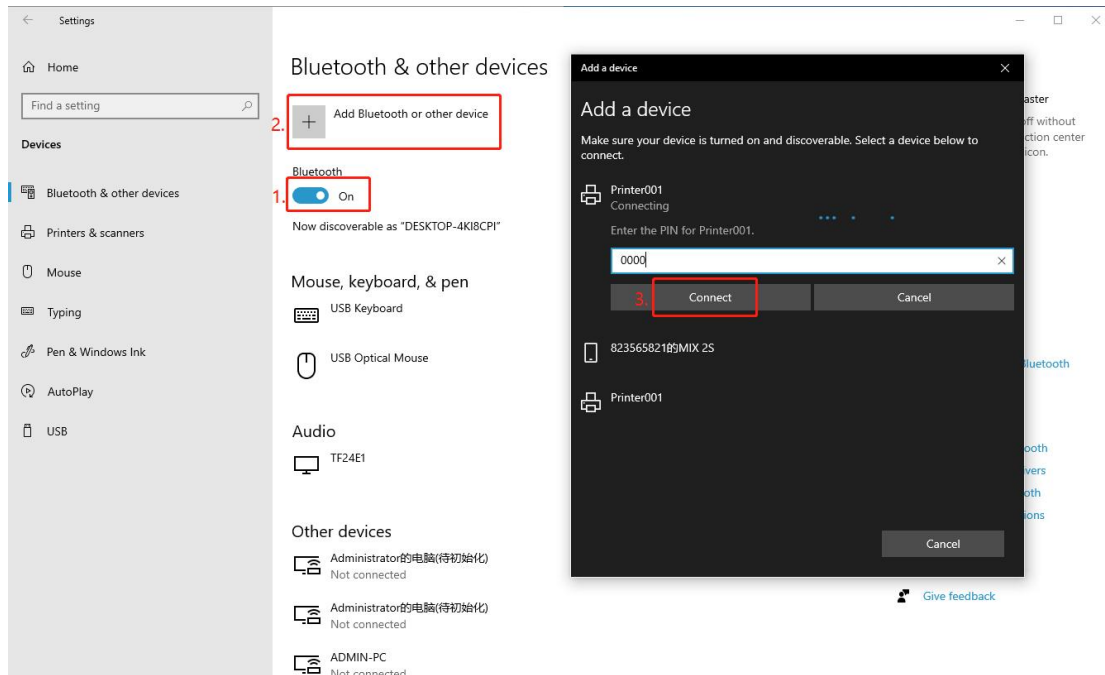 Settings
Home
Find a setting
Devices
Bluetooth & other devices
Printers & scanners
Mouse
Typing
Pen & Windows Ink
AutoPlay
USB
Bluetooth & other devices
2.
Add Bluetooth or other device
Bluetooth
1.
On
Now discoverable as "DESKTOP-4KI8CPI"
Mouse, keyboard, & pen
USB Keyboard
USB Optical Mouse
Audio
TF24E1
Other devices
Administrator的电脑(待初始化)
Not connected
Administrator的电脑(待初始化)
Not connected
ADMIN-PC
Not connected
Add a device
Add a device
Make sure your device is turned on and discoverable. Select a device below to
connect.
Printer001
Connecting
Enter the PIN for Printer001.
0000
3.
Connect
Cancel
823565821的MIX 2S
Printer001
Cancel
aster
off without
ction center
icon.
luetooth
ooth
vers
oth
ions
Give feedback